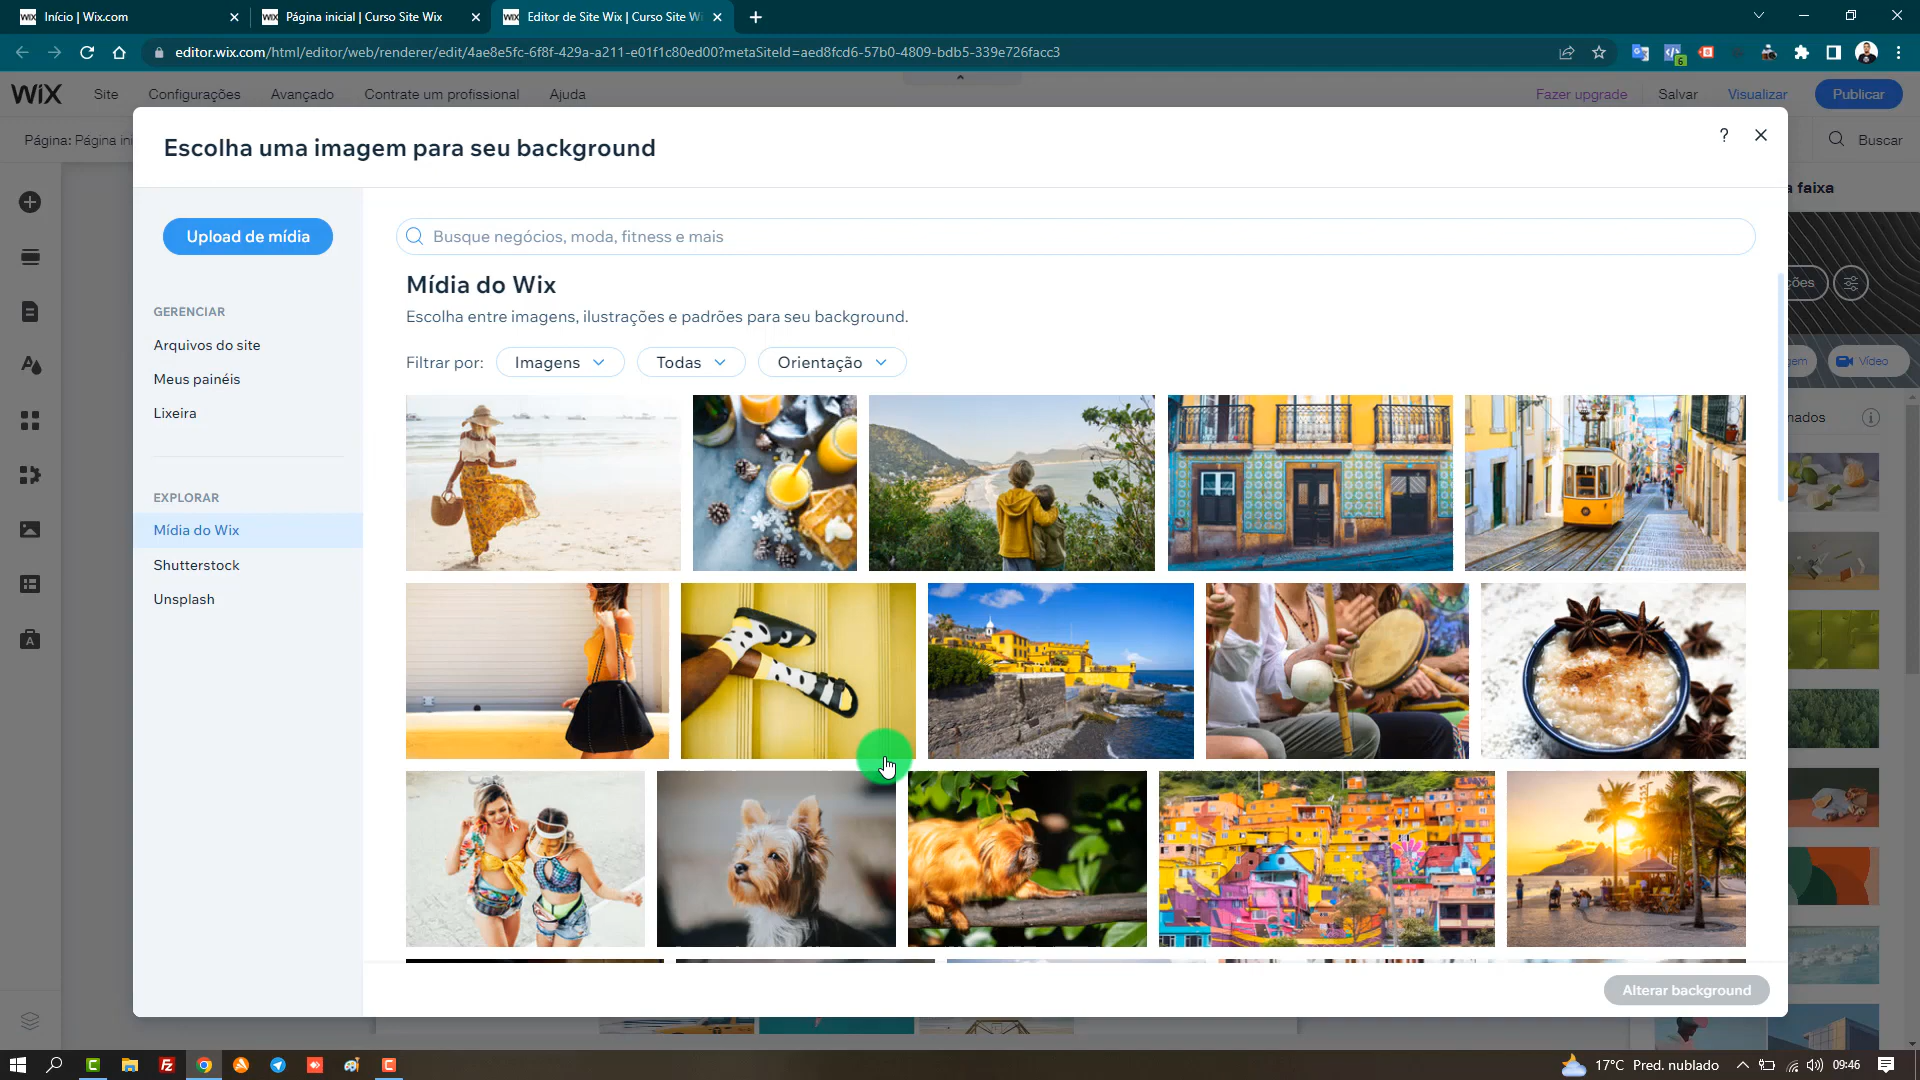 Início | Wix.com
Página inicial | Curso Site Wix
Editor de Site Wix | Curso Site Wi
editor.wix.com/html/editor/web/renderer/edit/4ae8e5fc-6f8f-429a-a211-e01f1c80ed00?metaSiteId=aed8fcd6-57b0-4809-bdb5-339e726facc3
WiX
Site
Configurações
Avançado
Contrate um profissional
Ajuda
Fazer upgrade
Salvar
Visualizar
Publicar
Página: Página ini
Buscar
Escolha uma imagem para seu background
?
a faixa
Upload de mídia
Busque negócios, moda, fitness e mais
Mídia do Wix
Escolha entre imagens, ilustrações e padrões para seu background.
ções
GERENCIAR
Arquivos do site
Meus painéis
Lixeira
Filtrar por:
Imagens
Todas
Orientação
gem
Vídeo
nados
EXPLORAR
Mídia do Wix
Shutterstock
Unsplash
Alterar background
17°C Pred. nublado
09:46